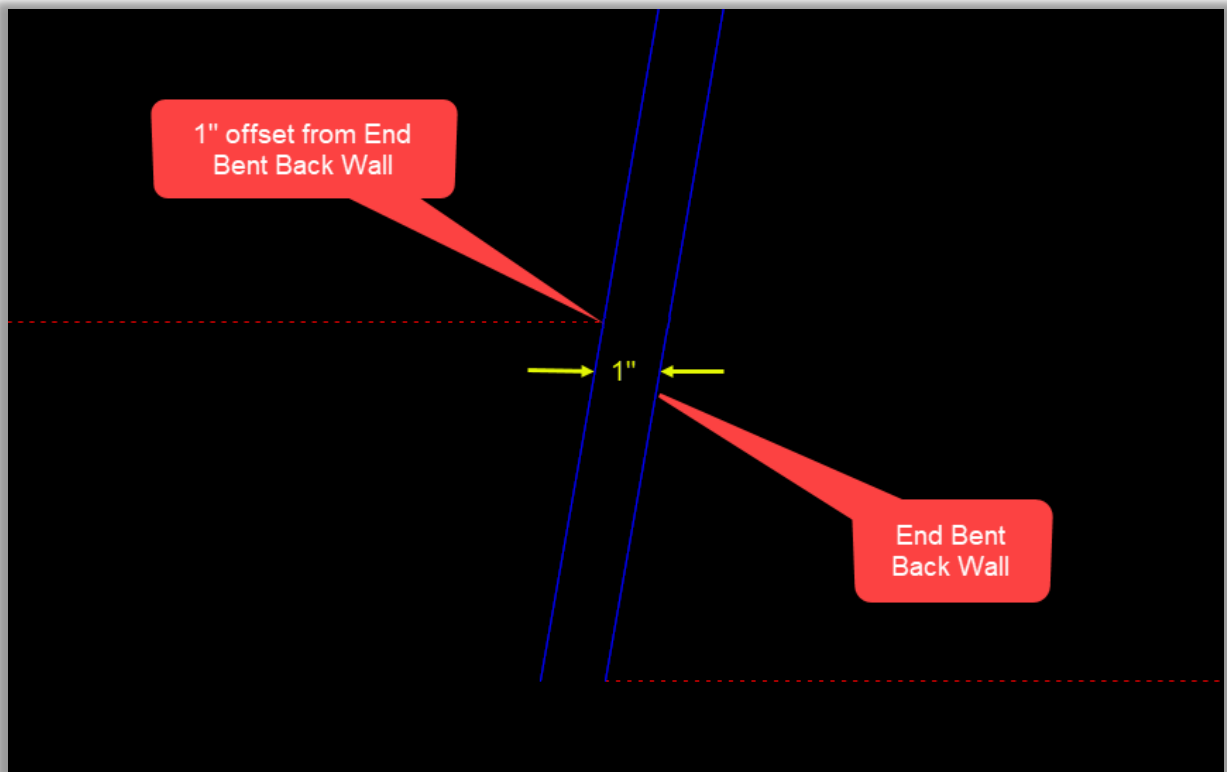 1" offset from End
Bent Back Wall
1"
End Bent
Back Wall